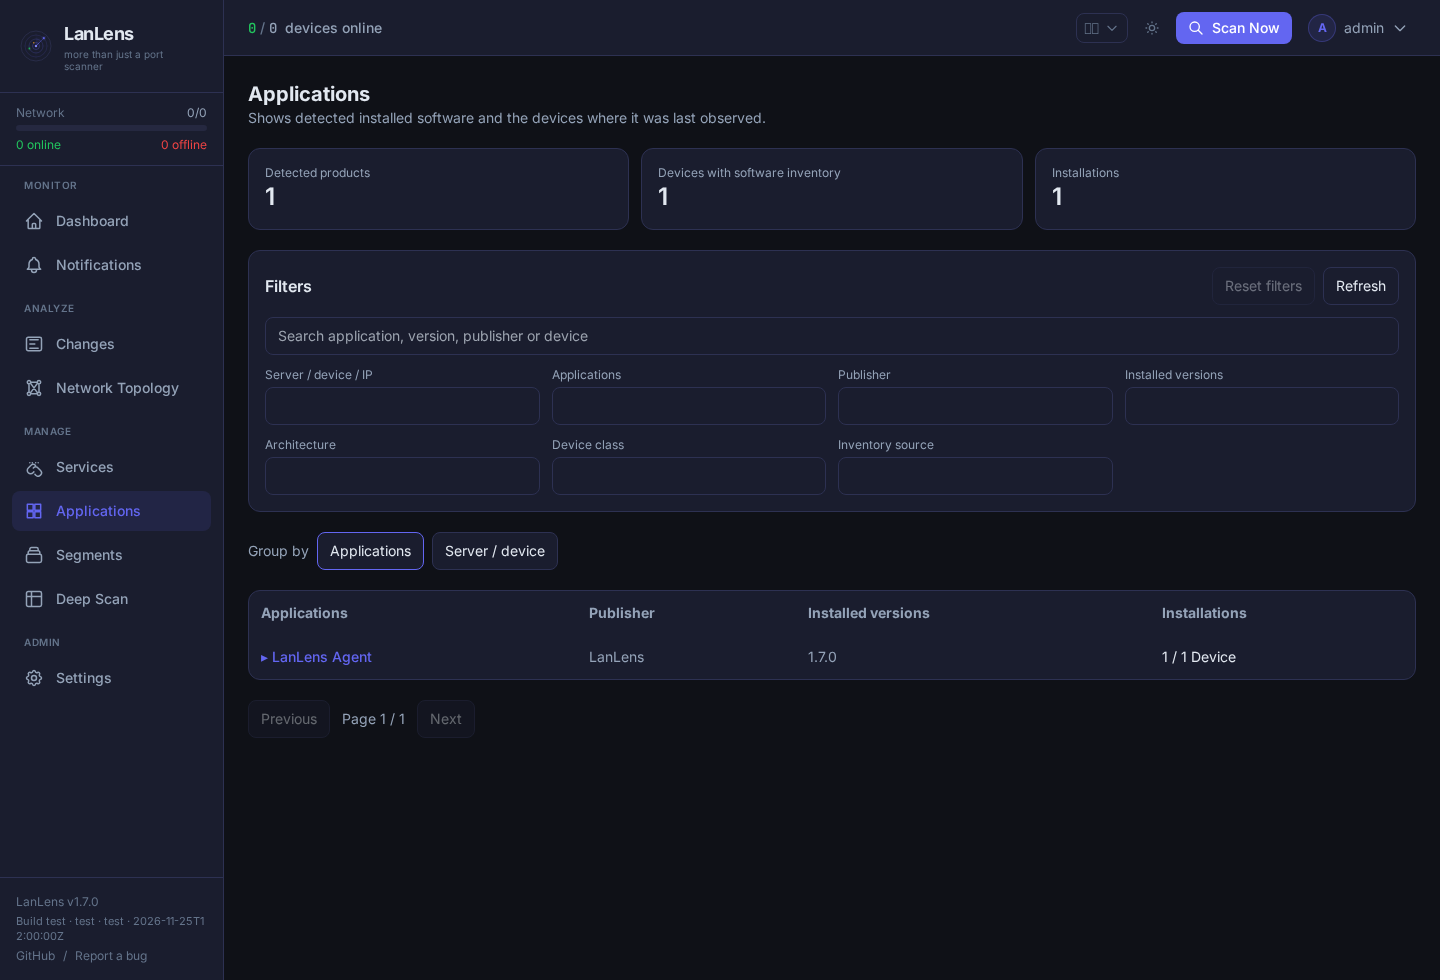 LanLens
more than just a port
scanner
Network 0/0
0 online 0 offline
MONITOR
Dashboard
Notifications
ANALYZE
Changes
Network Topology
MANAGE
Services
Applications
Segments
Deep Scan
ADMIN
Settings
LanLens v1.7.0
Build test · test · test · 2026-11-25T1
2:00:00Z
GitHub / Report a bug
0 / 0 devices online
Scan Now
A admin
Applications
Shows detected installed software and the devices where it was last observed.
Detected products
1
Devices with software inventory
1
Installations
1
Filters
Reset filters Refresh
Search application, version, publisher or device
Server / device / IP Applications Publisher Installed versions
Architecture Device class Inventory source
Group by Applications Server / device
Applications Publisher Installed versions Installations
▸ LanLens Agent LanLens 1.7.0 1 / 1 Device
Previous Page 1 / 1 Next